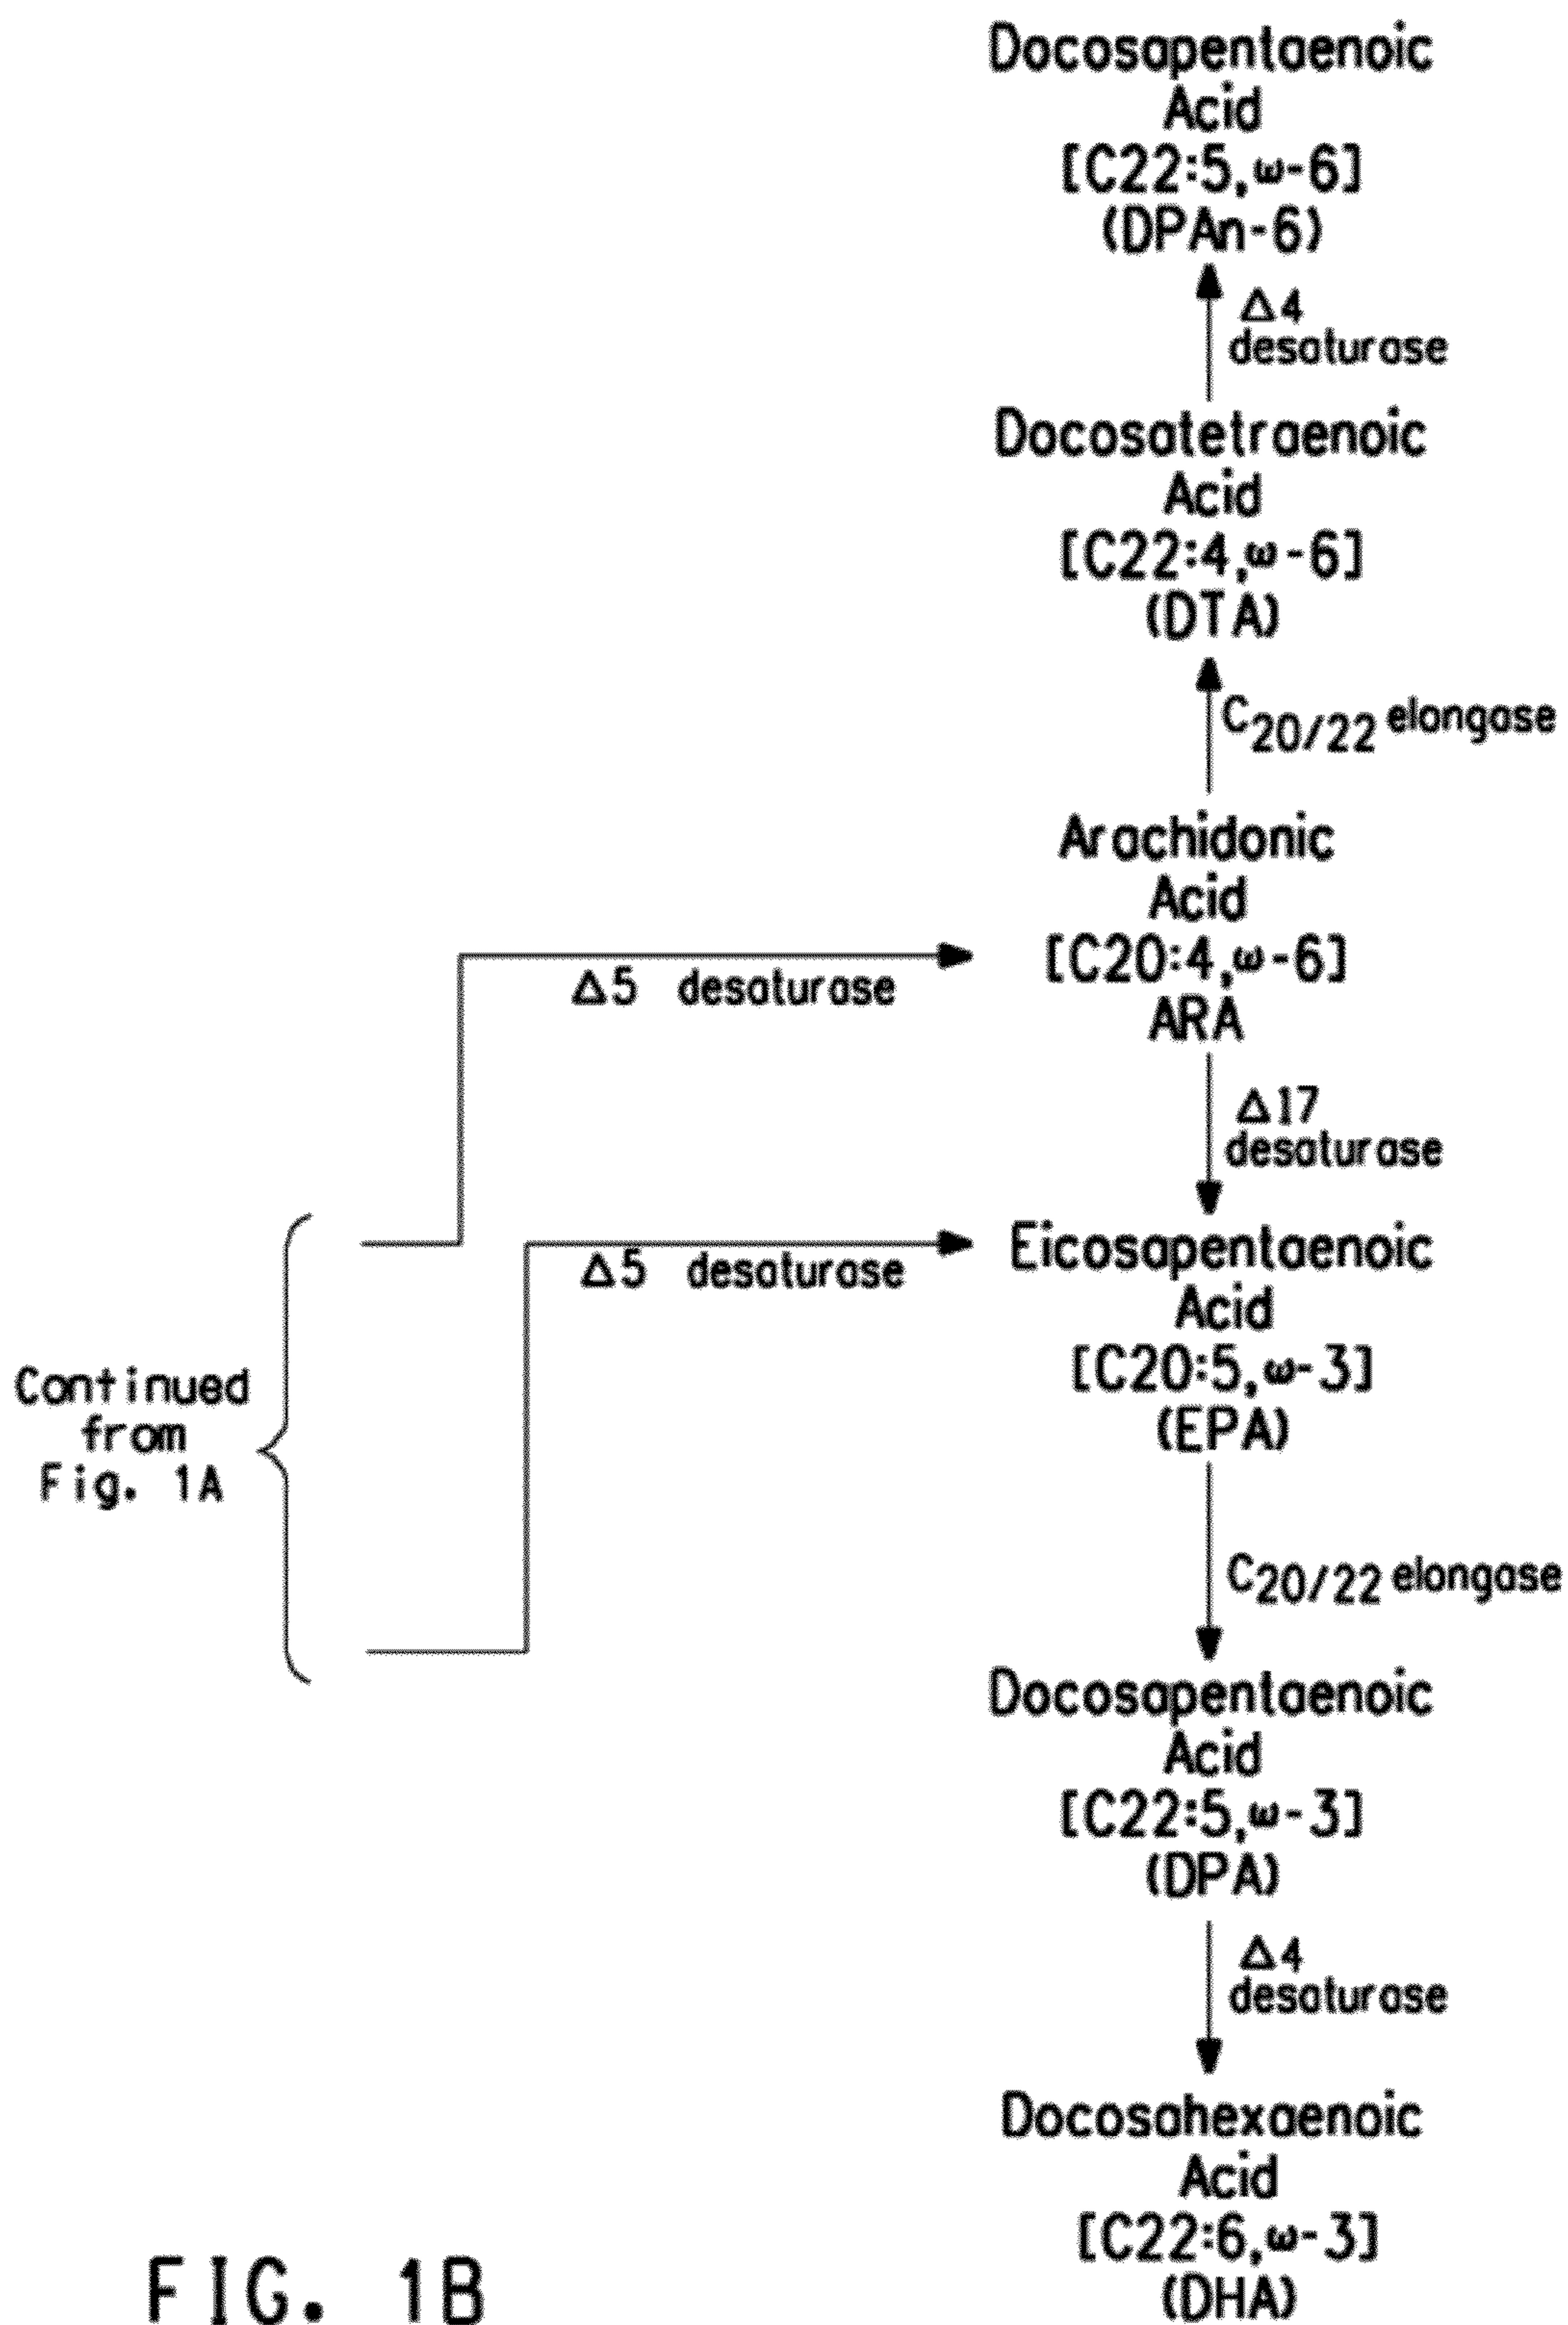 Docosapentaenoic
Acid
[C22:5,ω-6]
(DPAn-6)
Δ4
desaturase
Docosatetraenoic
Acid
[C22:4,ω-6]
(DTA)
C20/22 elongase
Arachidonic
Acid
[C20:4,ω-6]
ARA
Δ5 desaturase
Δ17
desaturase
Eicosapentaenoic
Acid
[C20:5,ω-3]
(EPA)
Δ5 desaturase
Continued
from
Fig. 1A
C20/22 elongase
Docosapentaenoic
Acid
[C22:5,ω-3]
(DPA)
Δ4
desaturase
Docosahexaenoic
Acid
[C22:6,ω-3]
(DHA)
FIG. 1B